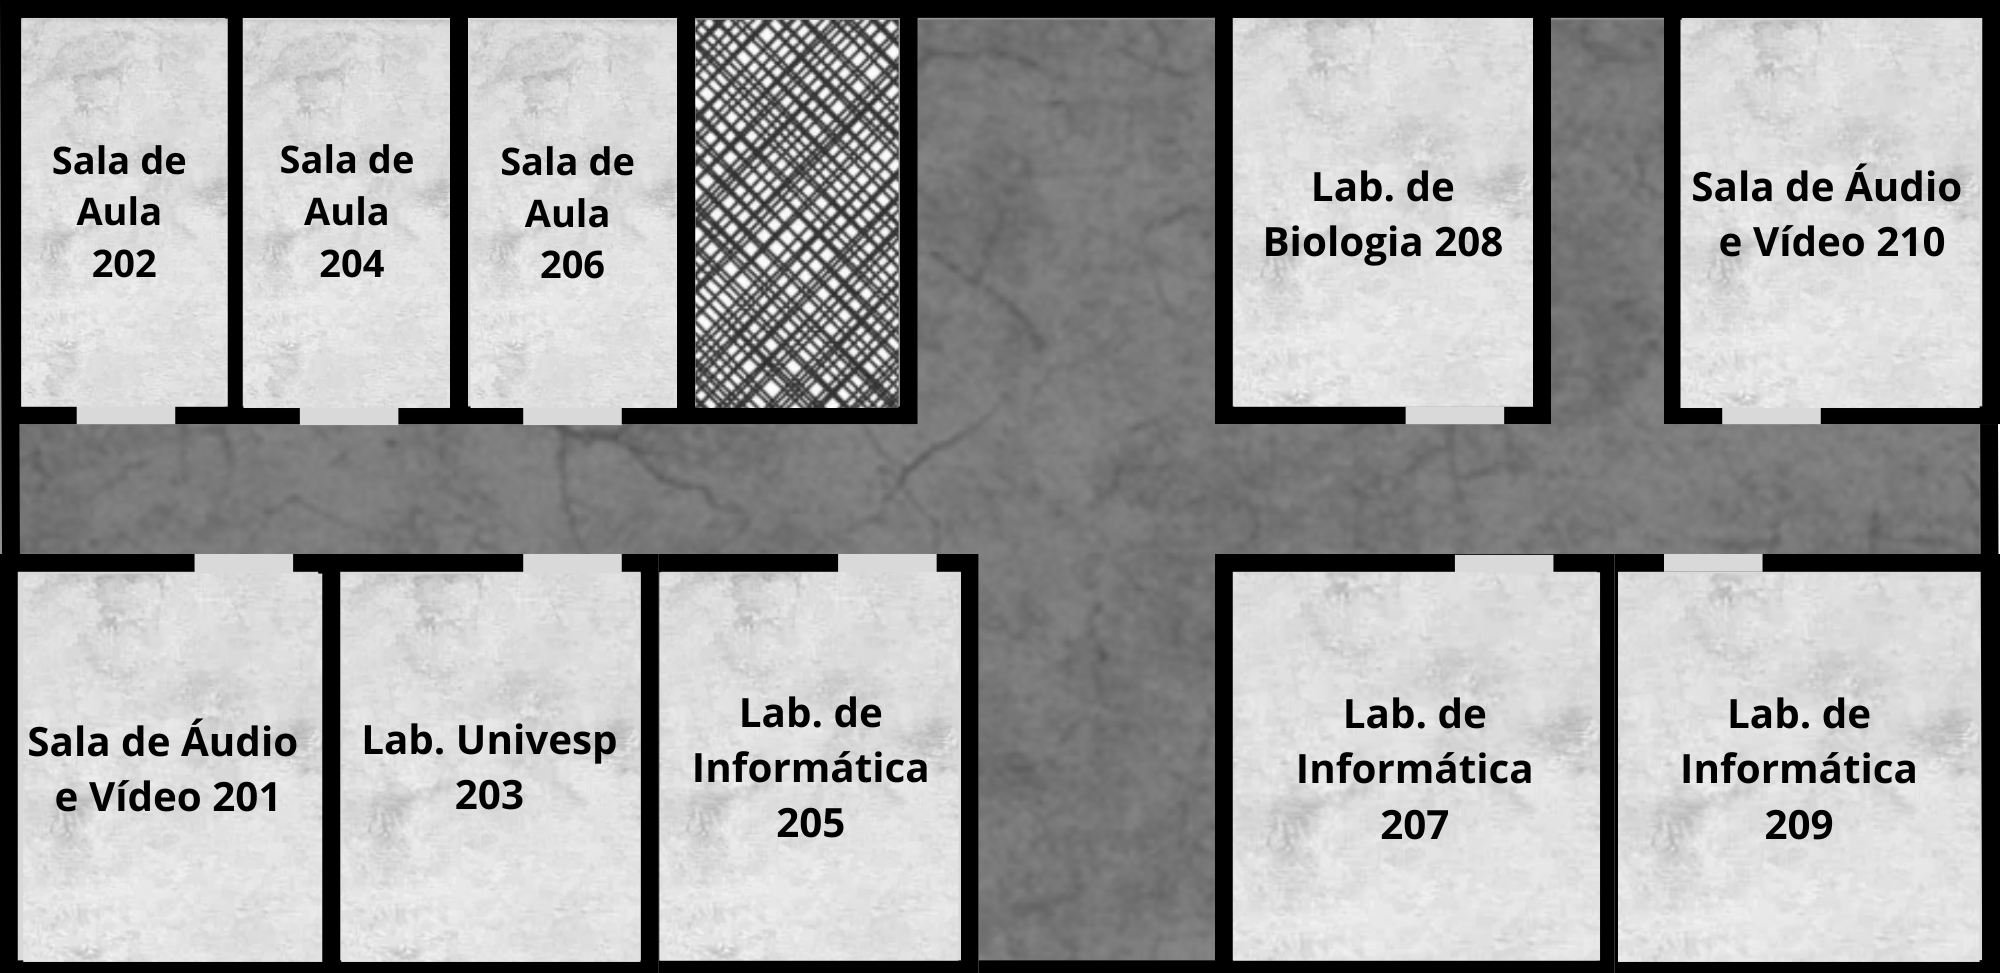 Sala de
Aula
202
Sala de
Aula
204
Sala de
Aula
206
Lab. de
Biologia 208
Sala de Áudio
e Vídeo 210
Sala de Áudio
e Vídeo 201
Lab. Univesp
203
Lab. de
Informática
205
Lab. de
Informática
207
Lab. de
Informática
209